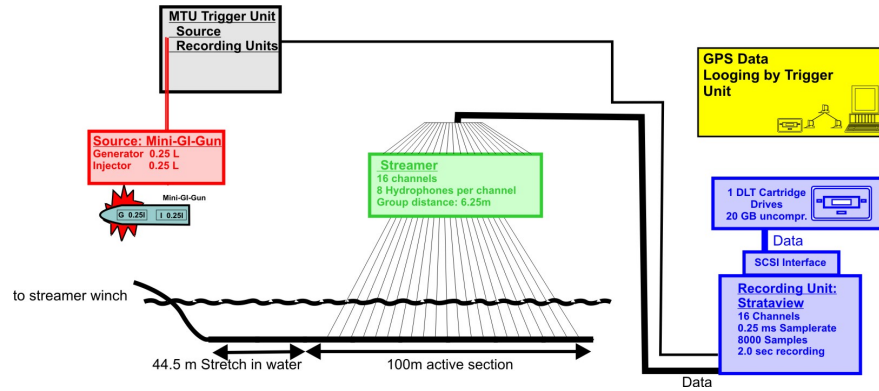 MTU Trigger Unit
Source
Recording Units
GPS Data
Looging by Trigger
Unit
Source: Mini-GI-Gun
Generator 0.25 L
Injector 0.25 L
Mini-GI-Gun
G 0.25l I 0.25l
Streamer
16 channels
8 Hydrophones per channel
Group distance: 6.25m
1 DLT Cartridge
Drives
20 GB uncompr.
Data
SCSI Interface
Recording Unit:
Strataview
16 Channels
0.25 ms Samplerate
8000 Samples
2.0 sec recording
to streamer winch
44.5 m Stretch in water
100m active section
Data